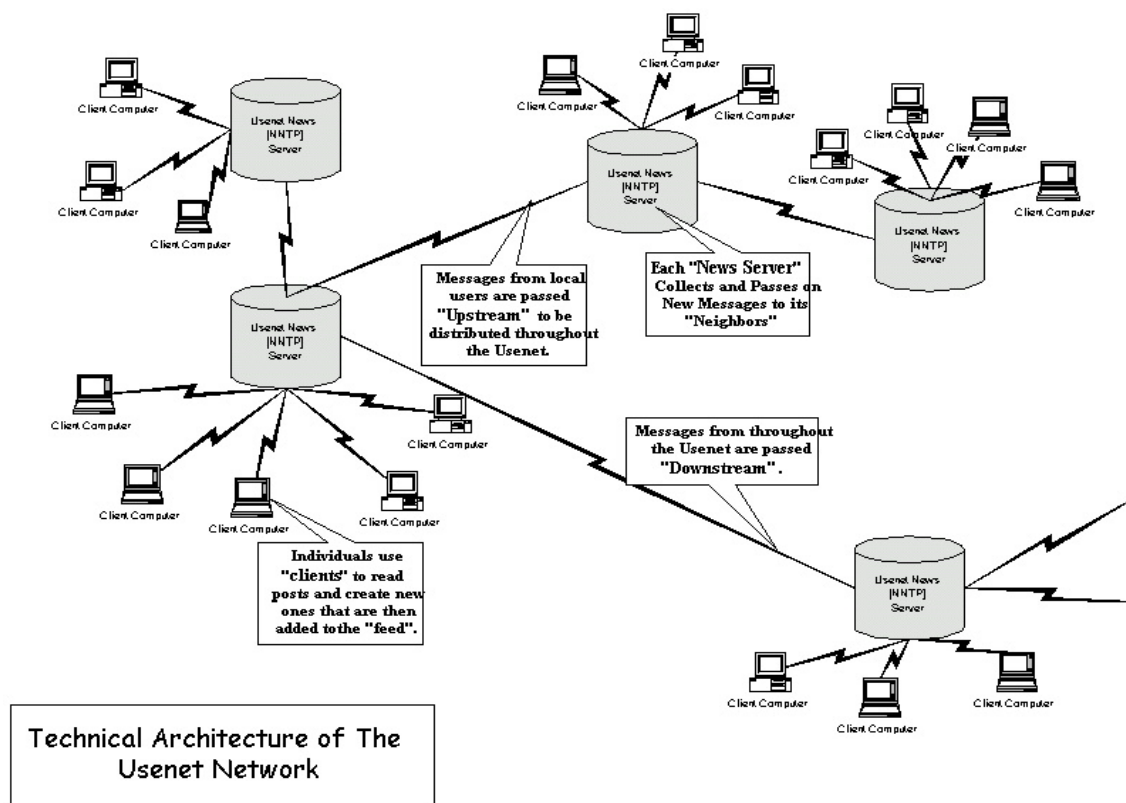 Client Computer
Client Computer
Client Computer
Usenet News
[NNTP]
Server
Client Computer
Client Computer
Client Computer
Usenet News
[NNTP]
Server
Client Computer
Client Computer
Client Computer
Client Computer
Usenet News
[NNTP]
Server
Messages from local
users are passed
"Upstream" to be
distributed throughout
the Usenet.
Each "News Server"
Collects and Passes on
New Messages to its
"Neighbors"
Usenet News
[NNTP]
Server
Client Computer
Client Computer
Client Computer
Client Computer
Client Computer
Individuals use
"clients" to read
posts and create new
ones that are then
added tothe "feed".
Messages from throughout
the Usenet are passed
"Downstream" .
Usenet News
[NNTP]
Server
Client Computer
Client Computer
Client Computer
Technical Architecture of The
Usenet Network